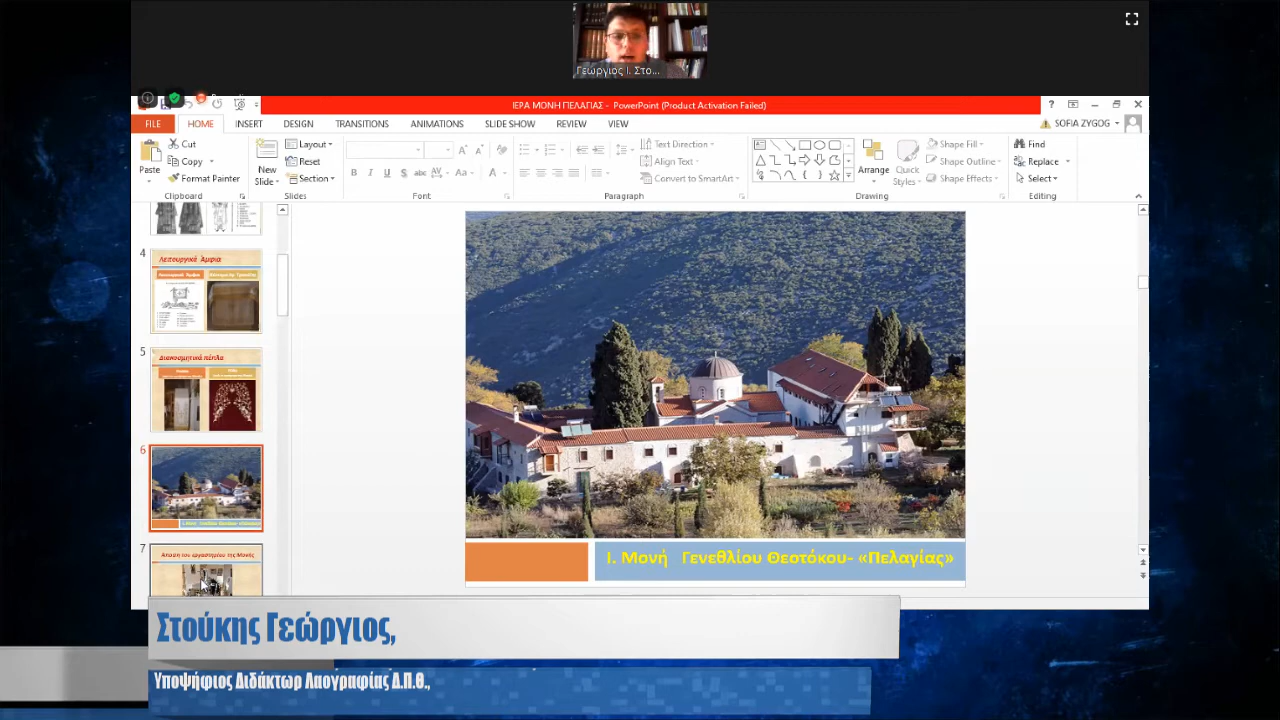 Γεώργιος Ι. Στο...
ΙΕΡΑ ΜΟΝΗ ΠΕΛΑΓΙΑΣ - PowerPoint (Product Activation Failed)
FILE HOME INSERT DESIGN TRANSITIONS ANIMATIONS SLIDE SHOW REVIEW VIEW
SOFIA ZYGOG
Paste
Cut
Copy
Format Painter
Clipboard
New
Slide
Layout
Reset
Section
Slides
B I U S abc AV Aa A
Font
Text Direction
Align Text
Convert to SmartArt
Paragraph
Arrange
Quick
Styles
Shape Fill
Shape Outline
Shape Effects
Drawing
Find
Replace
Select
Editing
4
Λειτουργικά Άμφια
5
Διακοσμητικά πέπλα
6
7
Άποψη του εργαστηρίου της Μονής
Ι. Μονή Γενεθλίου Θεοτόκου- «Πελαγίας»
Στούκης Γεώργιος,
Υποψήφιος Διδάκτωρ Λαογραφίας Δ.Π.Θ.,